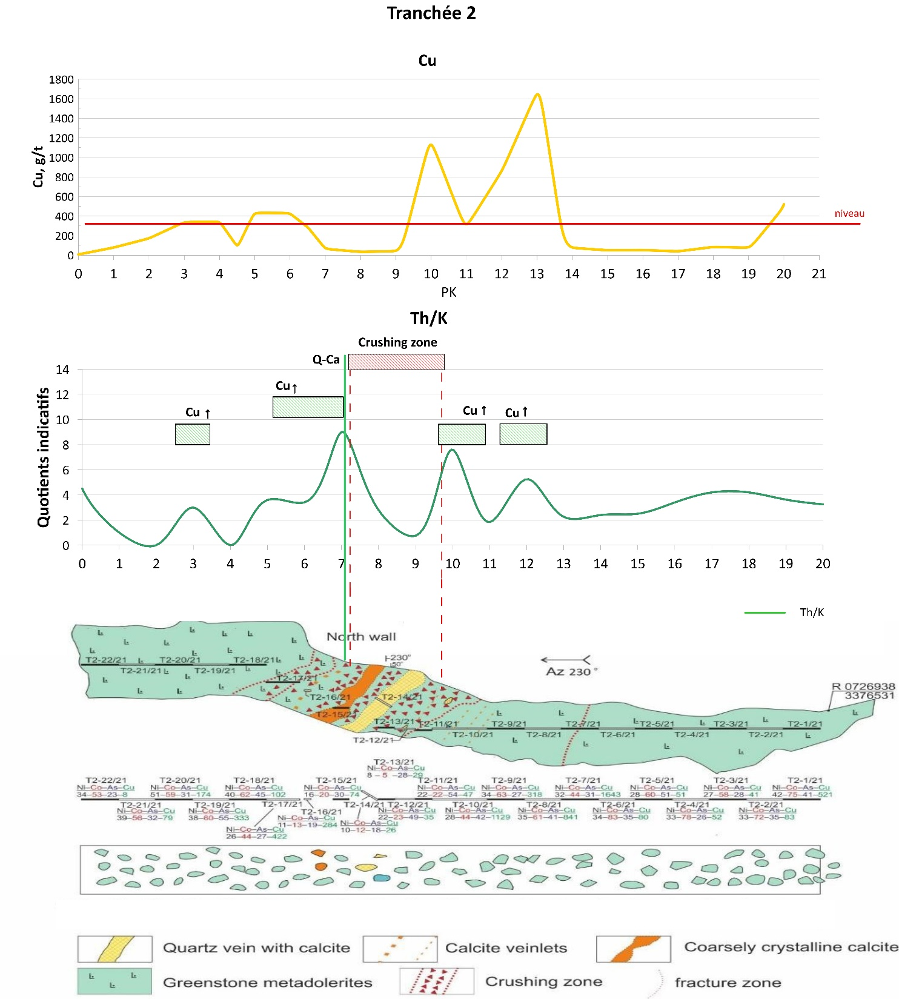 Tranchée 2
Cu
1800
1600
1400
1200
1000
800
600
400
200
0
Cu, g/t
niveau
0 1 2 3 4 5 6 7 8 9 10 11 12 13 14 15 16 17 18 19 20 21
PK
Th/K
Crushing zone
Q-Ca
Cu↑
Cu ↑
Cu ↑
Cu ↑
14
12
10
8
6
4
2
0
Quotients indicatifs
0 1 2 3 4 5 6 7 8 9 10 11 12 13 14 15 16 17 18 19 20
Th/K
North wall
230°
50°
Az 230°
R 0726938
3376531
T2-22/21 T2-20/21 T2-18/21
T2-21/21 T2-19/21
T2-17/21
T2-16/21 T2-14/21
T2-15/2
T2-13/21 T2-11/21 T2-9/21 T2-7/21 T2-5/21 T2-3/21 T2-1/21
T2-12/21 T2-10/21 T2-8/21 T2-6/21 T2-4/21 T2-2/21
T2-13/21
Ni–Co–As–Cu
8 – 5 –28–29
T2-22/21 T2-20/21 T2-18/21 T2-15/21 T2-11/21 T2-9/21 T2-7/21 T2-5/21 T2-3/21 T2-1/21
Ni–Co–As–Cu Ni–Co–As–Cu Ni–Co–As–Cu Ni–Co–As–Cu Ni–Co–As–Cu Ni–Co–As–Cu Ni–Co–As–Cu Ni–Co–As–Cu Ni–Co–As–Cu Ni–Co–As–Cu
34–53–23–8 51–59–31–174 40–62–45–102 16–20–30–74 22–22–54–47 34–63–27–318 32–44–31–1643 28–60–51–51 27–58–28–41 42–75–41–521
T2-21/21 T2-19/21 T2-17/21 T2-16/21 T2-14/21 T2-12/21 T2-10/21 T2-8/21 T2-6/21 T2-4/21 T2-2/21
Ni–Co–As–Cu Ni–Co–As–Cu Ni–Co–As–Cu Ni–Co–As–Cu Ni–Co–As–Cu Ni–Co–As–Cu Ni–Co–As–Cu Ni–Co–As–Cu Ni–Co–As–Cu Ni–Co–As–Cu Ni–Co–As–Cu
39–56–32–79 38–60–55–333 26–44–27–422 11–13–19–284 10–12–18–26 22–23–49–35 28–44–42–1129 35–61–41–841 34–83–35–80 33–78–26–52 33–72–35–83
Quartz vein with calcite
Calcite veinlets
Coarsely crystalline calcite
Greenstone metadolerites
Crushing zone
fracture zone